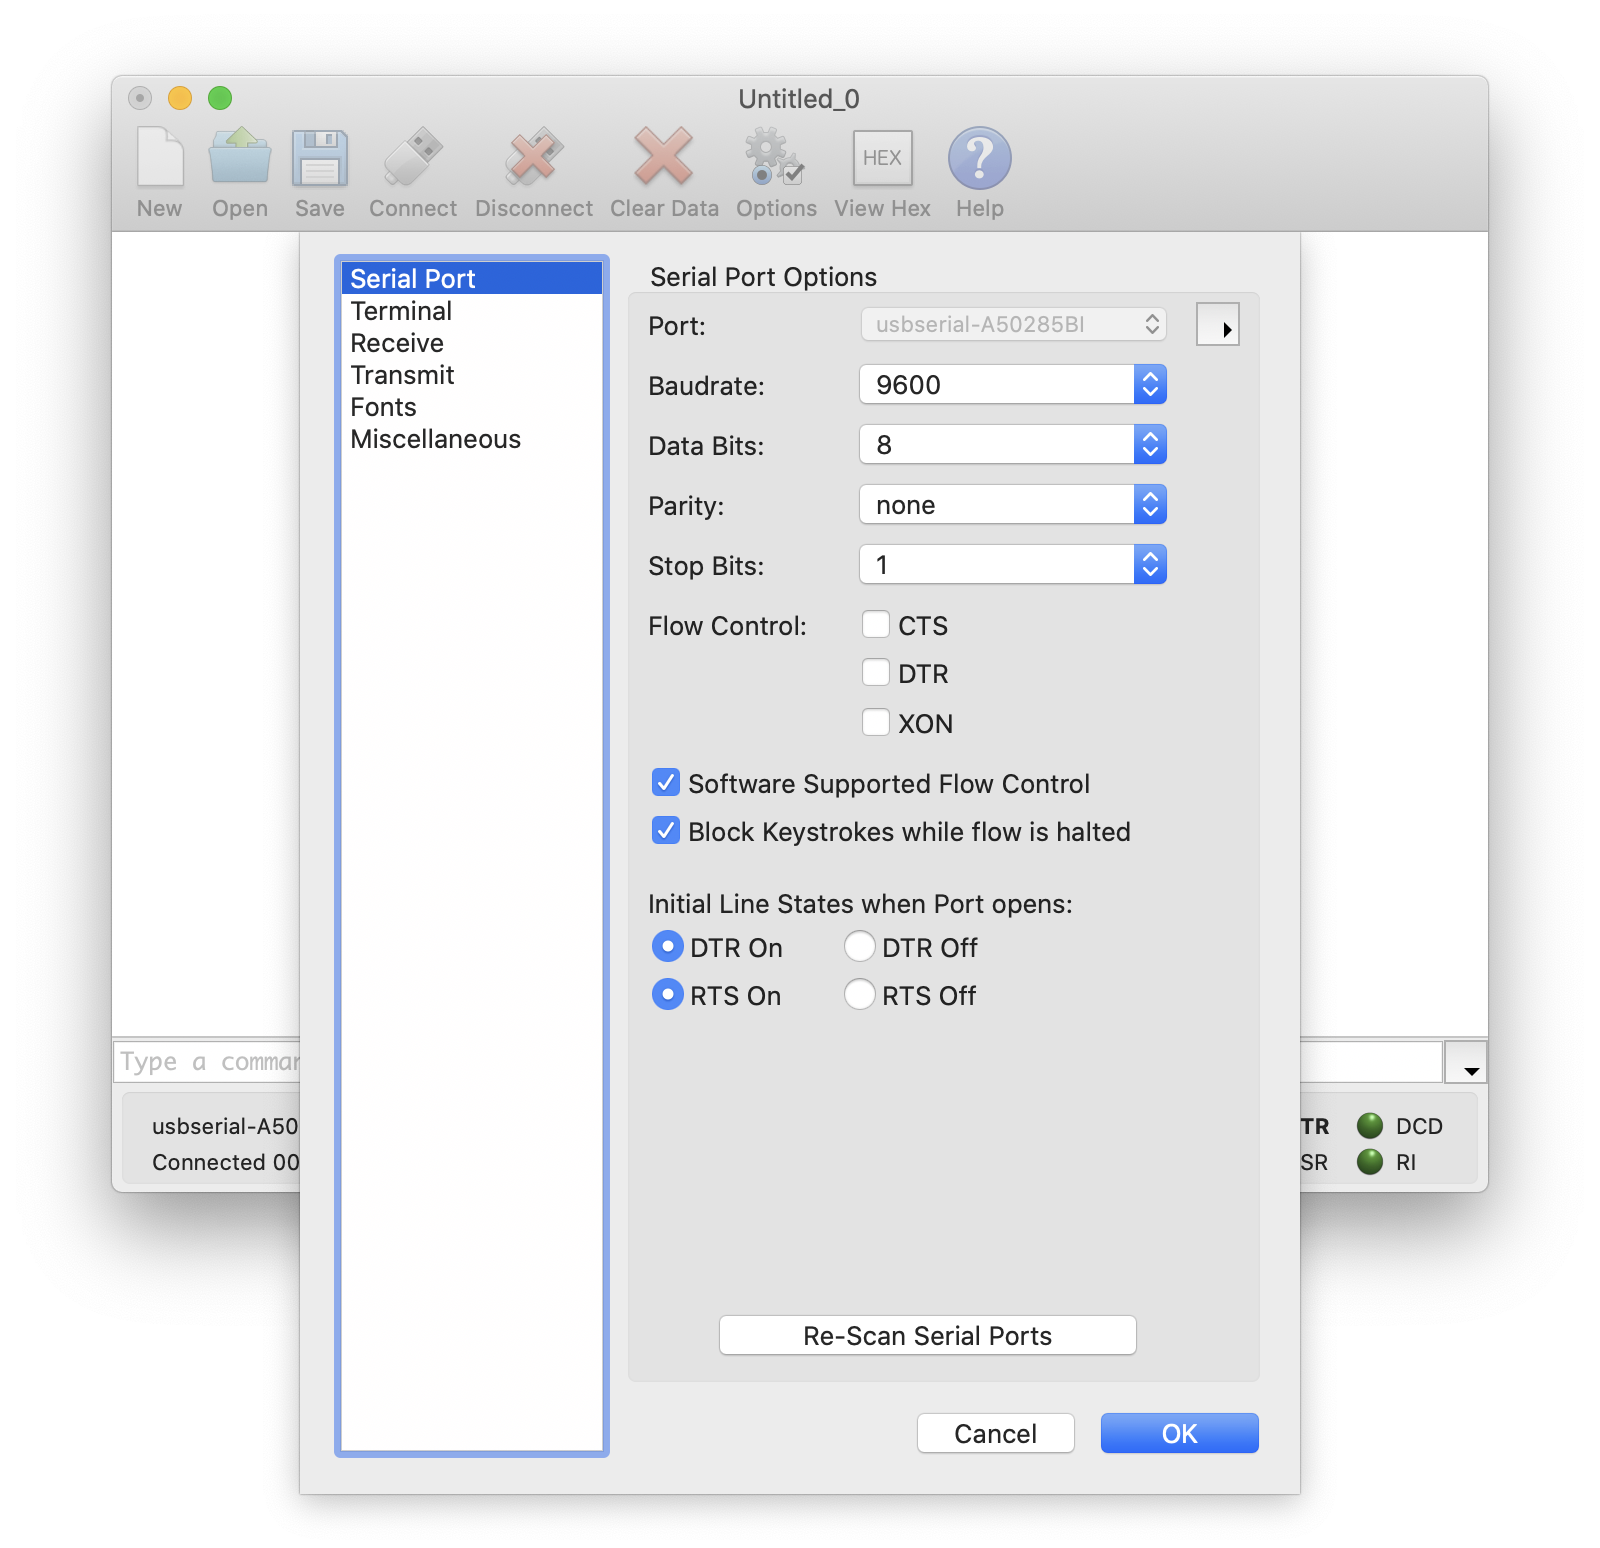 Untitled_0
New Open Save Connect Disconnect Clear Data Options View Hex Help
HEX
Serial Port
Terminal
Receive
Transmit
Fonts
Miscellaneous
Serial Port Options
Port: usbserial-A50285BI
Baudrate: 9600
Data Bits: 8
Parity: none
Stop Bits: 1
Flow Control: CTS
DTR
XON
Software Supported Flow Control
Block Keystrokes while flow is halted
Initial Line States when Port opens:
DTR On DTR Off
RTS On RTS Off
Re-Scan Serial Ports
Cancel OK
Type a comman
usbserial-A50
Connected 00
TR DCD
SR RI